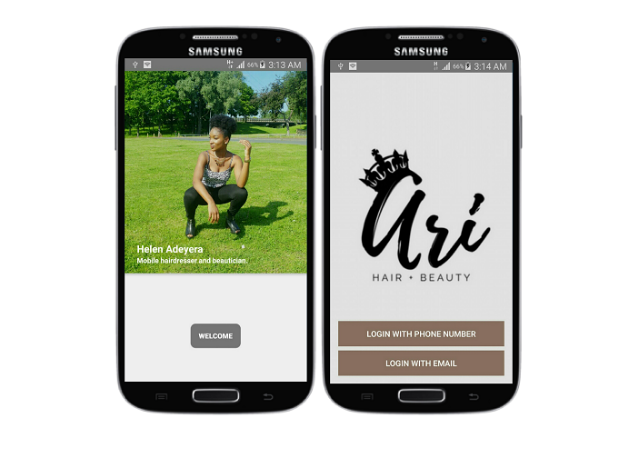 SAMSUNG
66% 3:13 AM
Helen Adeyera
Mobile hairdresser and beautician
WELCOME
SAMSUNG
66% 3:14 AM
Ari
HAIR + BEAUTY
LOGIN WITH PHONE NUMBER
LOGIN WITH EMAIL